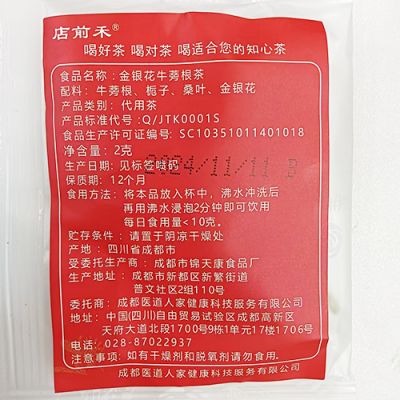 店前禾®
喝好茶 喝对茶 喝适合您的知心茶
食品名称：金银花牛蒡根茶
配料：牛蒡根、栀子、桑叶、金银花
产品类别：代用茶
产品标准代号：Q/JTK0001S
食品生产许可证编号：SC10351011401018
净含量：2克
生产日期：见标签喷码
2024/11/11 B
保质期：12个月
食用方法：将本品放入杯中，沸水冲洗后
再用沸水浸泡2分钟即可饮用
每日食用量<10克。
贮存条件：请置于阴凉干燥处
产地：四川省成都市
受委托生产商：成都市锦天康食品厂
生产地址：成都市新都区新繁街道
普文社区2组110号
委托商：成都医道人家健康科技服务有限公司
地址：中国(四川)自由贸易试验区成都高新区
天府大道北段1700号9栋1单元17楼1706号
电话：028-87022937
注意事项：如有干燥剂和脱氧剂请勿食用。
成都医道人家健康科技服务有限公司